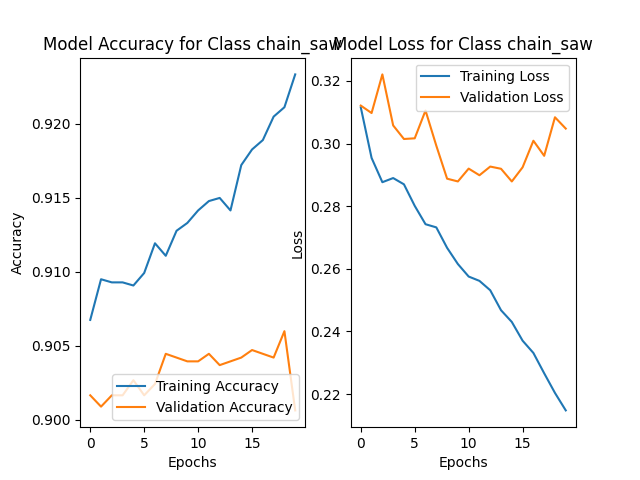 Model Accuracy for Class chain_saw
Model Loss for Class chain_saw
Accuracy
0.920
0.915
0.910
0.905
0.900
0
5
10
15
Epochs
Training Accuracy
Validation Accuracy
Loss
0.32
0.30
0.28
0.26
0.24
0.22
0
5
10
15
Epochs
Training Loss
Validation Loss